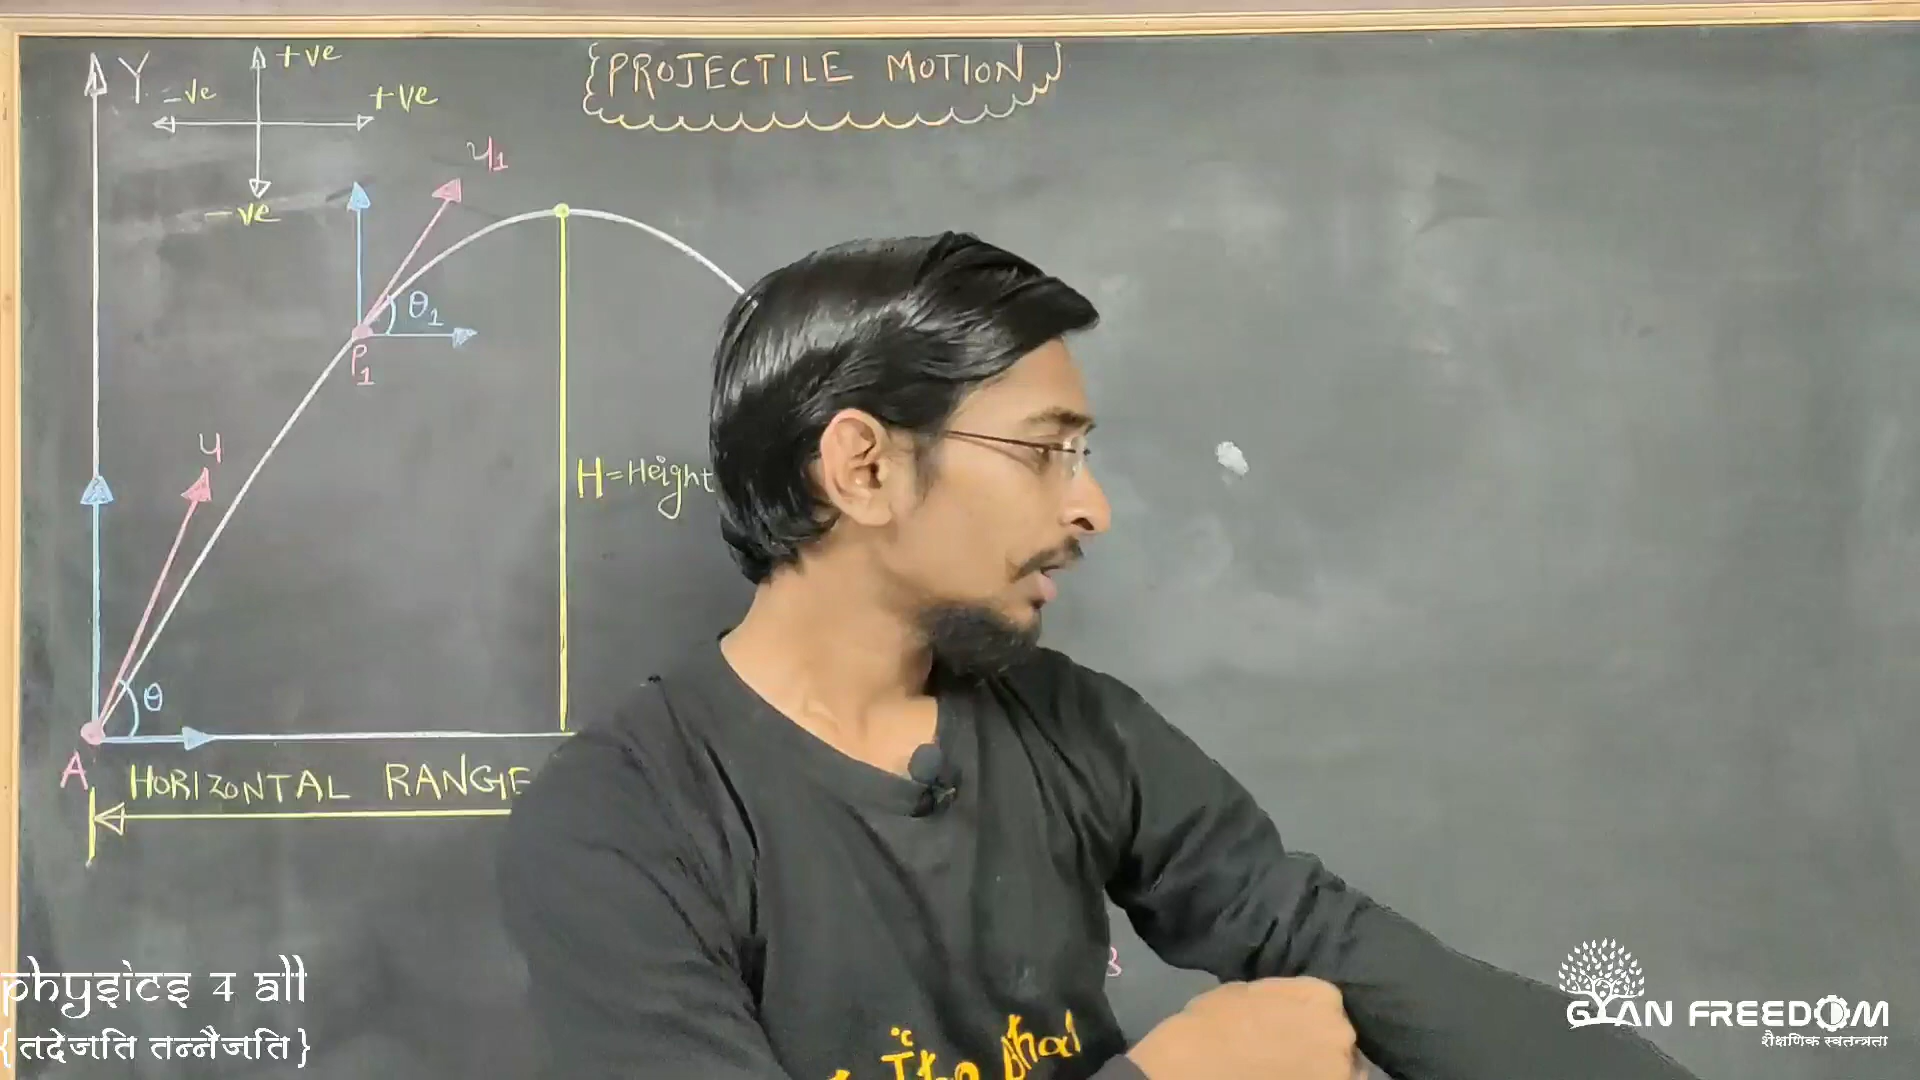 {PROJECTILE MOTION}
Y
+ve
-ve
+ve
-ve
u1
θ1
P1
u
H=Height
θ
A
HORIZONTAL RANGE
B
physics 4 all
{तदेजति तन्नैजति}
GYAN FREEDOM
शैक्षणिक स्वतन्त्रता